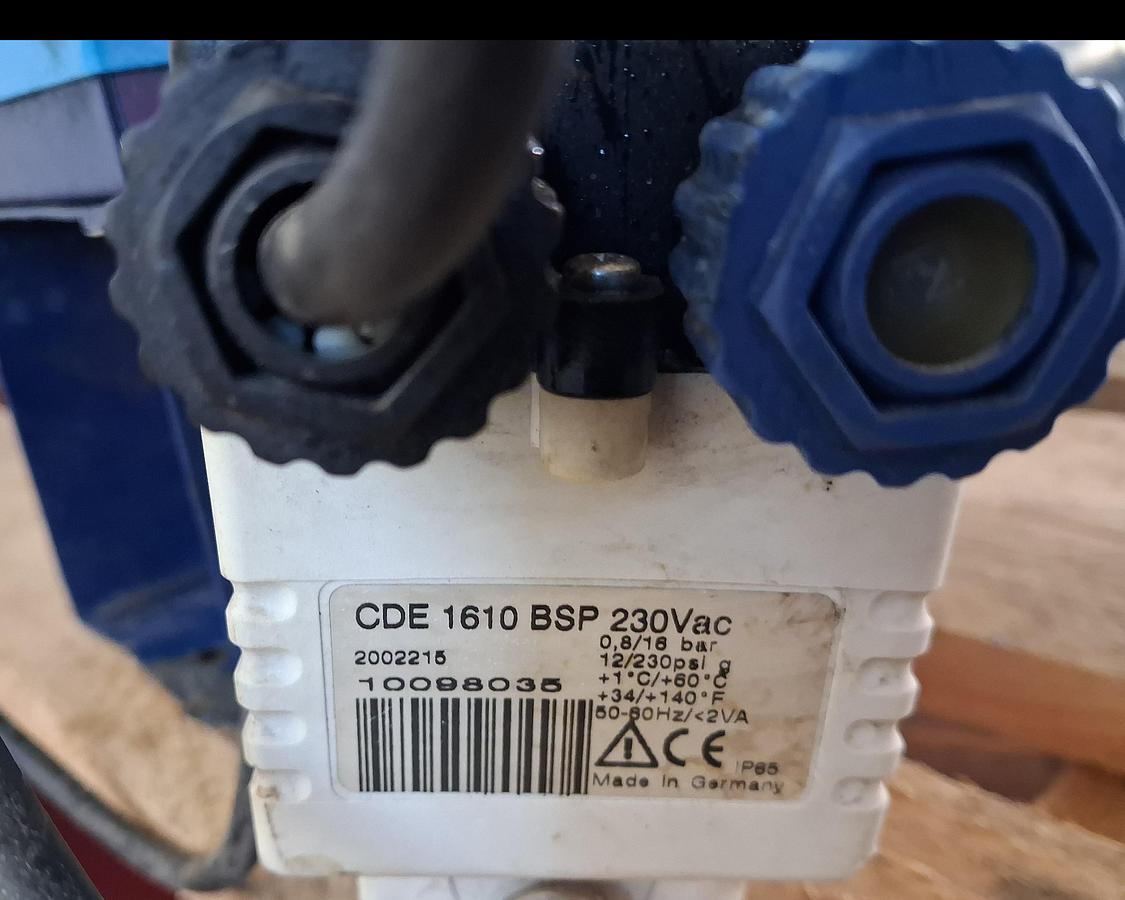 CDE 1610 BSP 230Vac
2002215
10098035
0,8/16 bar
12/230psi g
+1°C/+60°C
+34/+140°F
50-60Hz/<2VA
CE
IP65
Made in Germany